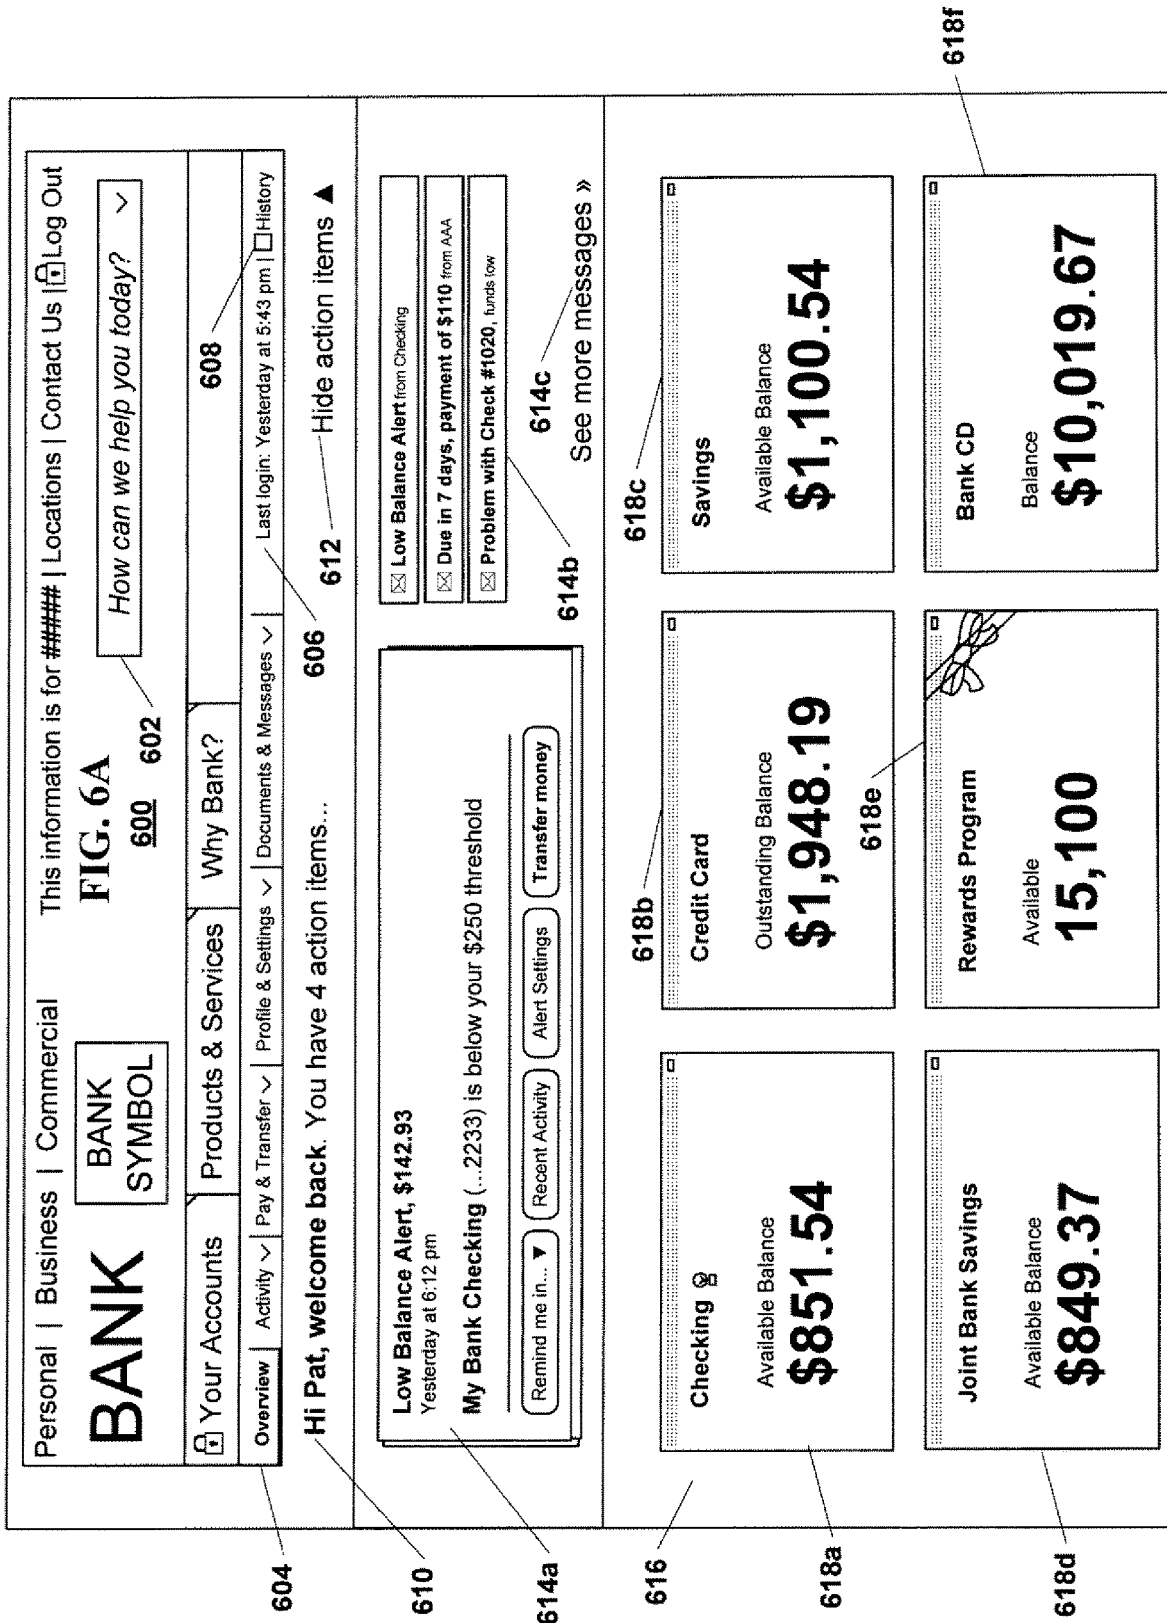 Personal | Business | Commercial
This information is for ##### | Locations | Contact Us | Log Out
FIG. 6A
600
BANK
BANK
SYMBOL
602
How can we help you today?
Your Accounts
Products & Services
Why Bank?
608
604
Overview
Activity
Pay & Transfer
Profile & Settings
Documents & Messages
Last login: Yesterday at 5:43 pm | History
606
610
Hi Pat, welcome back. You have 4 action items...
612
Hide action items ▲
614a
Low Balance Alert, $142.93
Yesterday at 6:12 pm
My Bank Checking (...2233) is below your $250 threshold
Remind me in... ▼
Recent Activity
Alert Settings
Transfer money
Low Balance Alert from Checking
Due in 7 days, payment of $110 from AAA
Problem with Check #1020, funds low
614b
614c
See more messages »
616
618a
Checking
Available Balance
$851.54
618b
Credit Card
Outstanding Balance
$1,948.19
618c
Savings
Available Balance
$1,100.54
618d
Joint Bank Savings
Available Balance
$849.37
618e
Rewards Program
Available
15,100
618f
Bank CD
Balance
$10,019.67